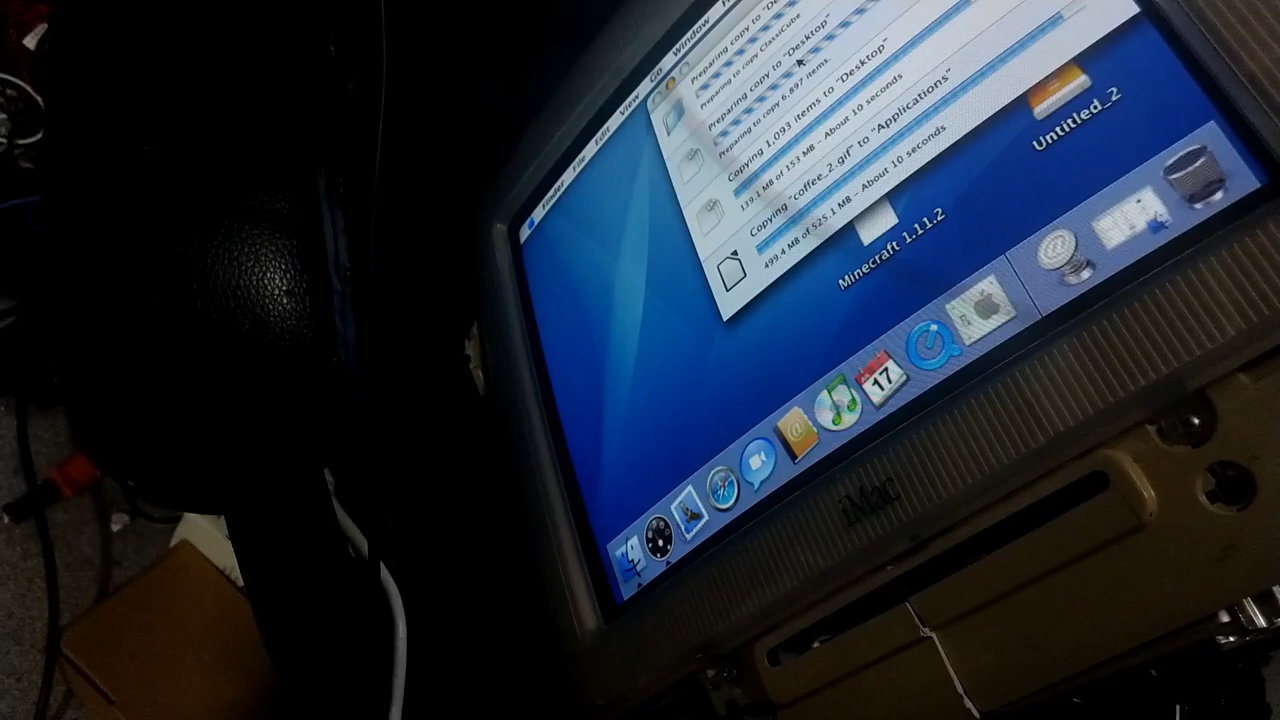 Finder File Edit View Go Window
Preparing copy to "De
Preparing to copy ClassiCube
Preparing copy to "Desktop"
Preparing to copy 6,897 items.
Copying 1,093 items to "Desktop"
139.1 MB of 153 MB – About 10 seconds
Copying "coffee_2.gif" to "Applications"
499.4 MB of 525.1 MB – About 10 seconds
Untitled_2
Minecraft 1.11.2
17
iMac